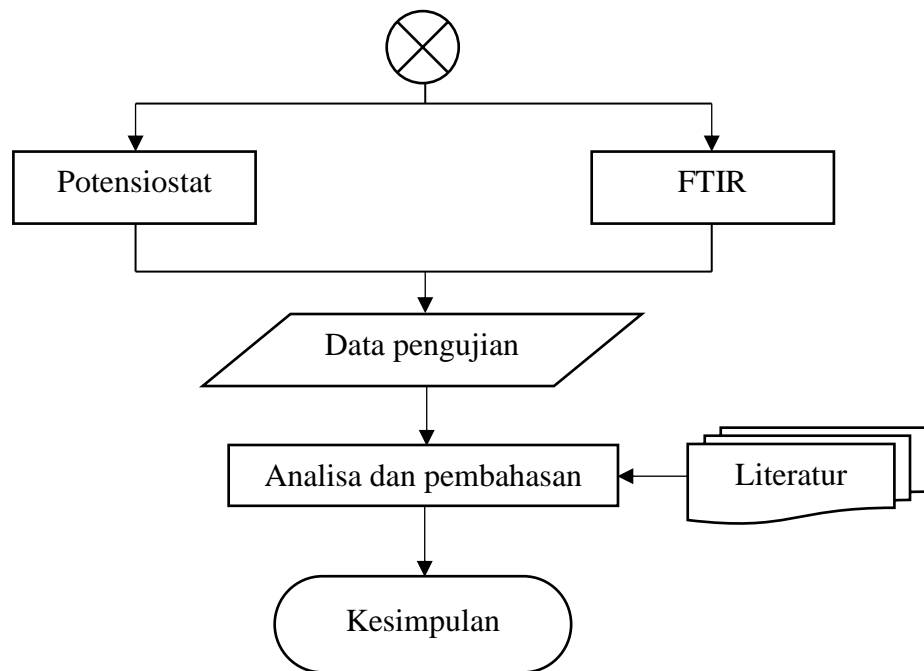 Potensiostat
FTIR
Data pengujian
Analisa dan pembahasan
Literatur
Kesimpulan